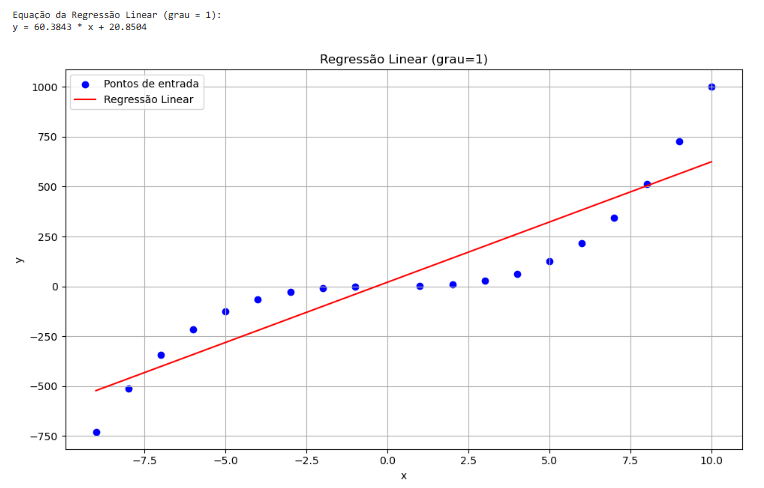 Equação da Regressão Linear (grau = 1):
y = 60.3843 * x + 20.8504
Regressão Linear (grau=1)
Pontos de entrada
Regressão Linear
1000
750
500
250
0
−250
−500
−750
y
−7.5
−5.0
−2.5
0.0
2.5
5.0
7.5
10.0
x